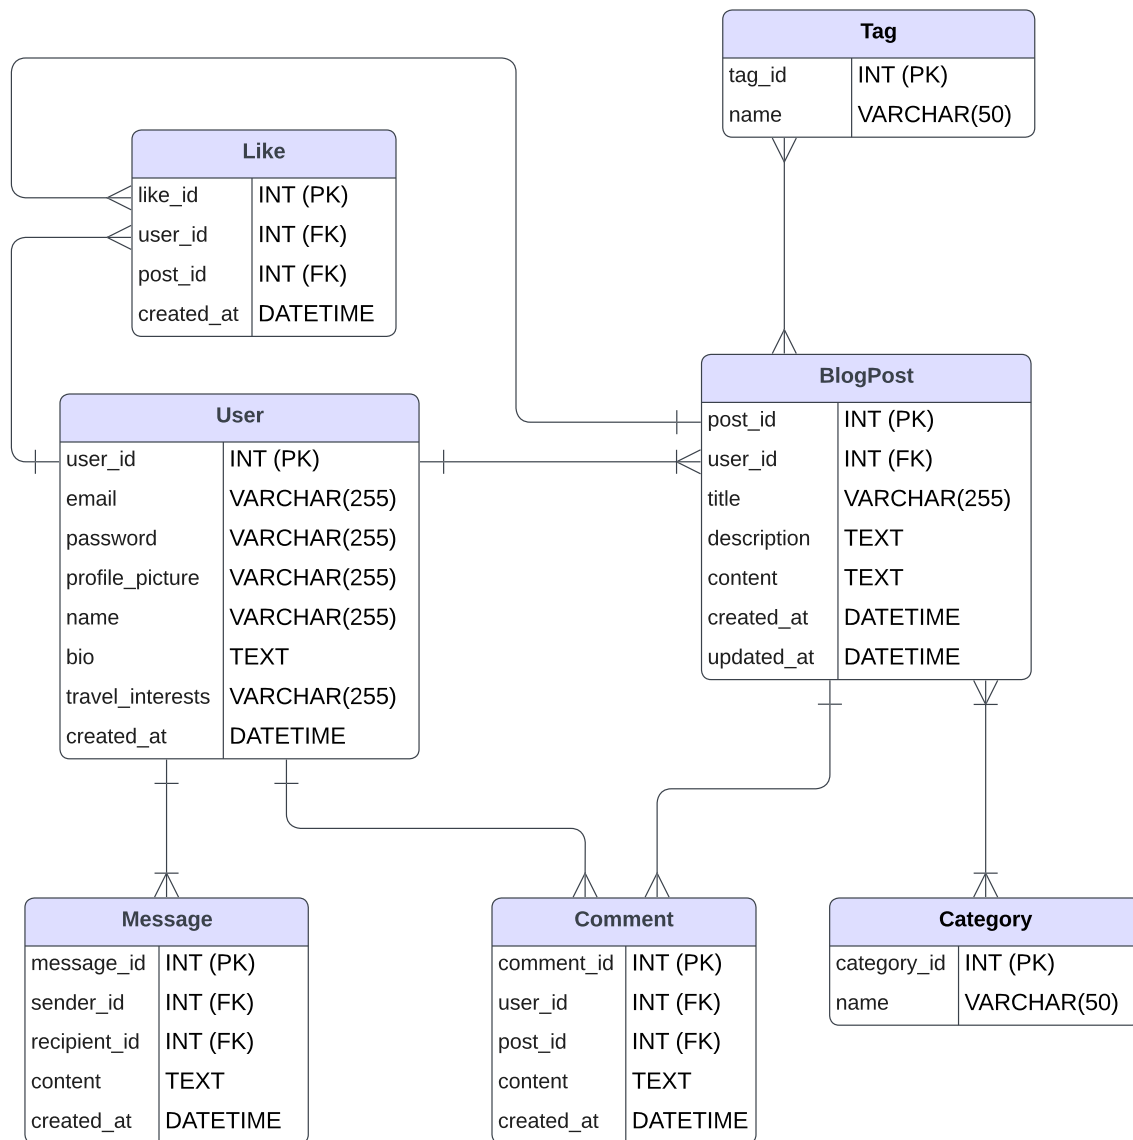 Tag
tag_id INT (PK)
name VARCHAR(50)
Like
like_id INT (PK)
user_id INT (FK)
post_id INT (FK)
created_at DATETIME
BlogPost
post_id INT (PK)
user_id INT (FK)
title VARCHAR(255)
description TEXT
content TEXT
created_at DATETIME
updated_at DATETIME
User
user_id INT (PK)
email VARCHAR(255)
password VARCHAR(255)
profile_picture VARCHAR(255)
name VARCHAR(255)
bio TEXT
travel_interests VARCHAR(255)
created_at DATETIME
Message
message_id INT (PK)
sender_id INT (FK)
recipient_id INT (FK)
content TEXT
created_at DATETIME
Comment
comment_id INT (PK)
user_id INT (FK)
post_id INT (FK)
content TEXT
created_at DATETIME
Category
category_id INT (PK)
name VARCHAR(50)